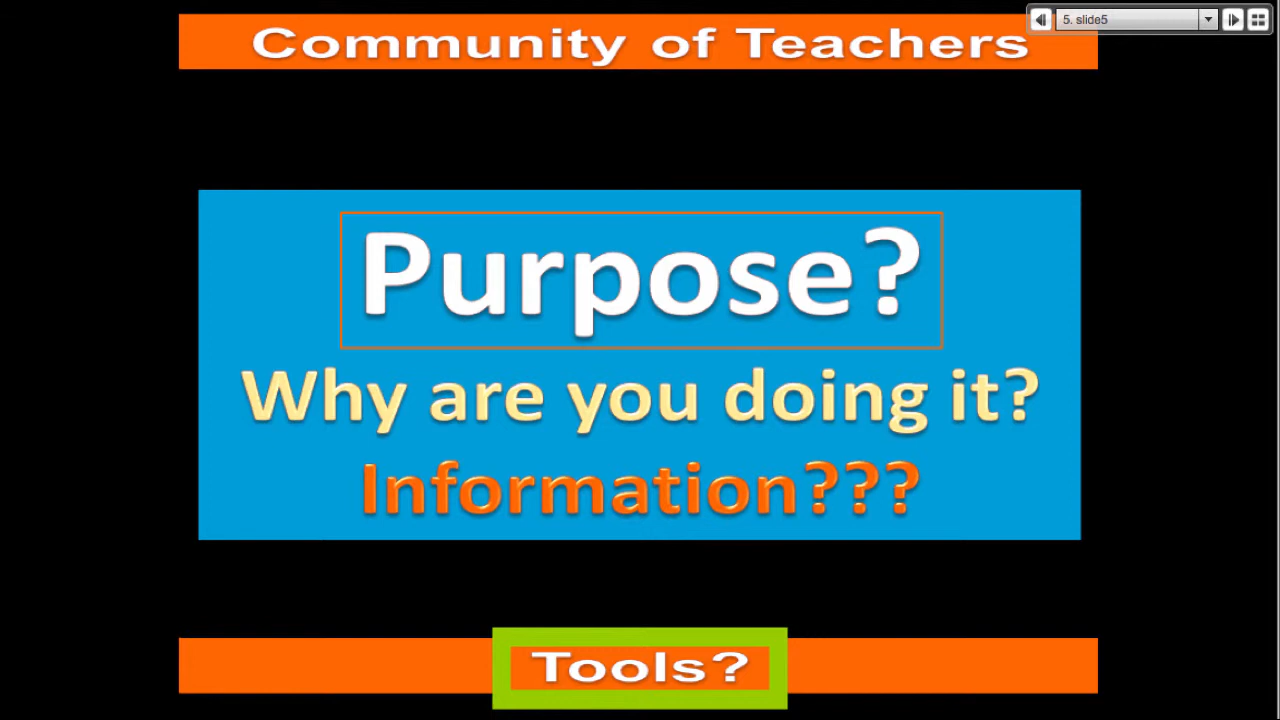 5. slide5
Community of Teachers
Purpose?
Why are you doing it?
Information???
Tools?